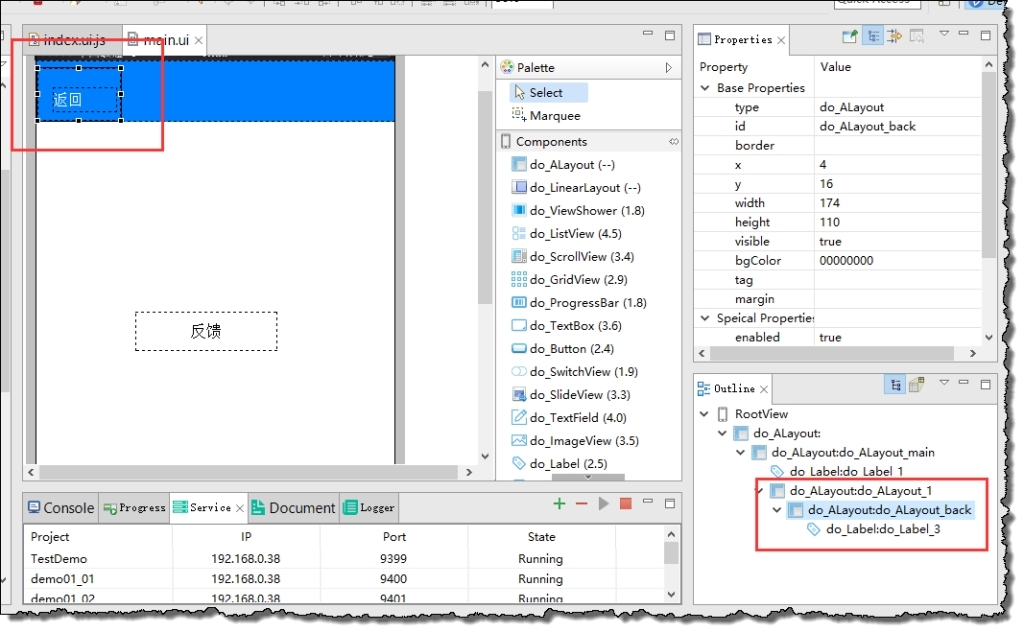 index.ui.js
main.ui
返回
反馈
Palette
Select
Marquee
Components
do_ALayout (--)
do_LinearLayout (--)
do_ViewShower (1.8)
do_ListView (4.5)
do_ScrollView (3.4)
do_GridView (2.9)
do_ProgressBar (1.8)
do_TextBox (3.6)
do_Button (2.4)
do_SwitchView (1.9)
do_SlideView (3.3)
do_TextField (4.0)
do_ImageView (3.5)
do_Label (2.5)
Properties
Property Value
Base Properties
type do_ALayout
id do_ALayout_back
border
x 4
y 16
width 174
height 110
visible true
bgColor 00000000
tag
margin
Speical Properties
enabled true
Outline
RootView
do_ALayout:
do_ALayout:do_ALayout_main
do_Label:do_Label_1
do_ALayout:do_ALayout_1
do_ALayout:do_ALayout_back
do_Label:do_Label_3
Console Progress Service Document Logger
Project IP Port State
TestDemo 192.168.0.38 9399 Running
demo01_01 192.168.0.38 9400 Running
demo01_02 192.168.0.38 9401 Running